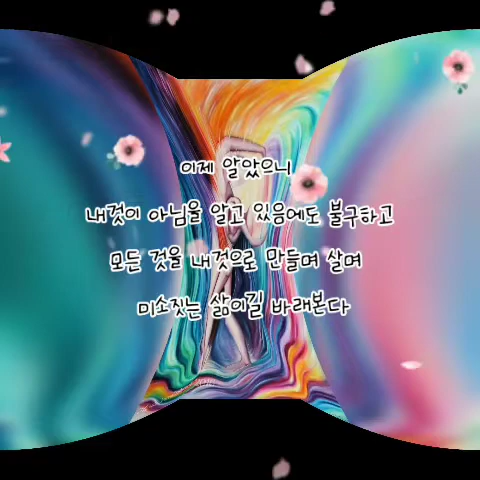 이제 알았으니
내것이 아님을 알고 있음에도 불구하고
모든 것을 내것으로 만들며 살며
미소짓는 삶이길 바래본다